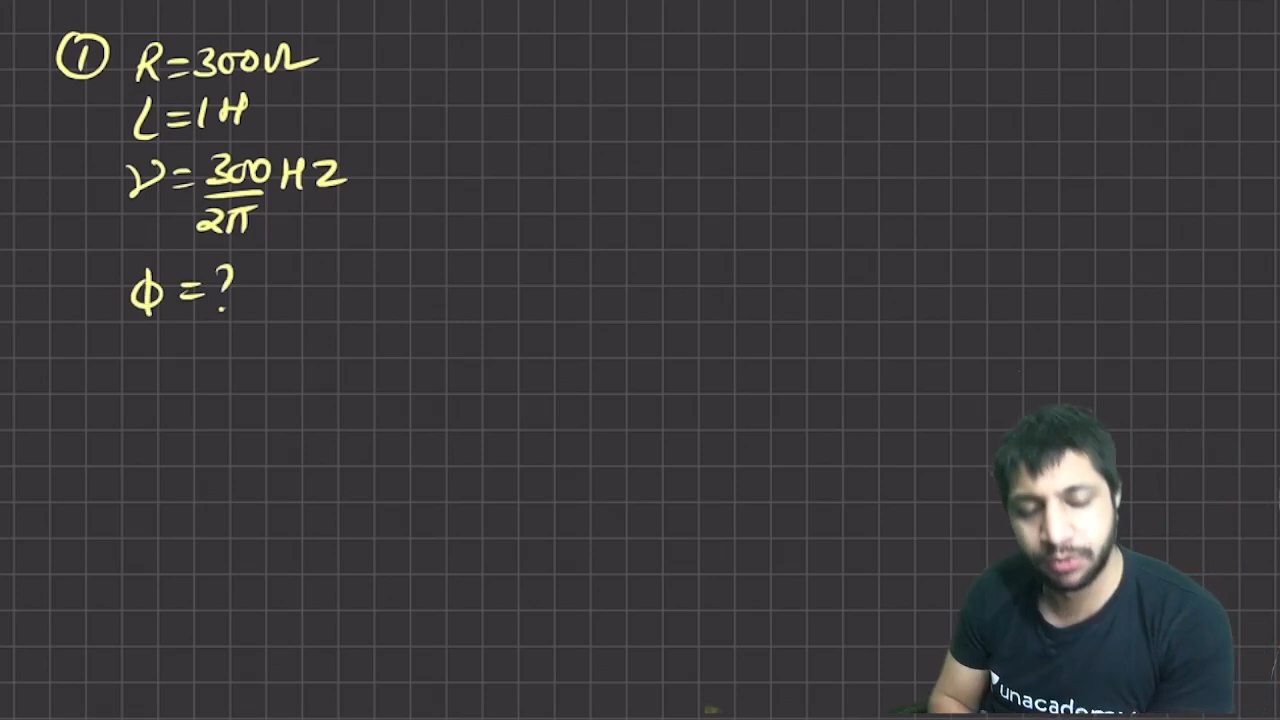 ① R=300Ω
L=1H
ν=300/2π HZ
ϕ=?
unacademy